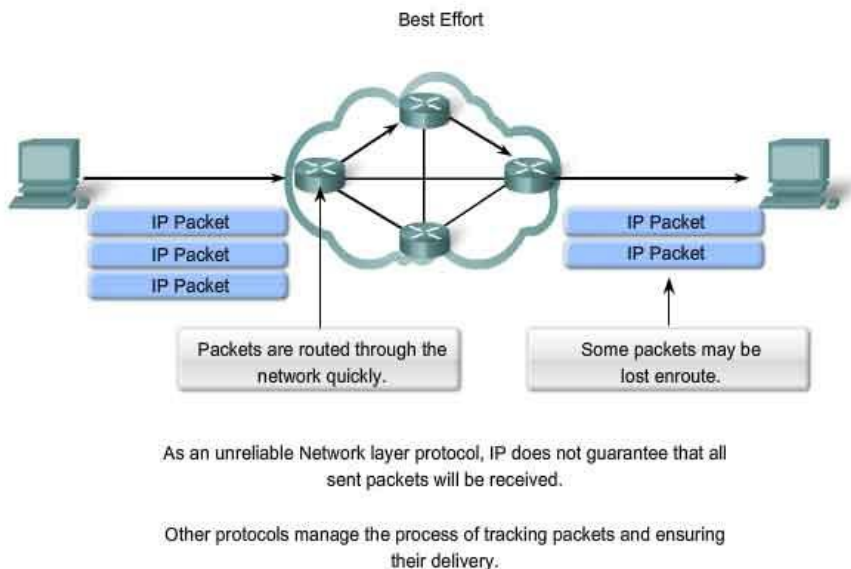 Best Effort
IP Packet
IP Packet
IP Packet
IP Packet
IP Packet
Packets are routed through the
network quickly.
Some packets may be
lost enroute.
As an unreliable Network layer protocol, IP does not guarantee that all
sent packets will be received.
Other protocols manage the process of tracking packets and ensuring
their delivery.